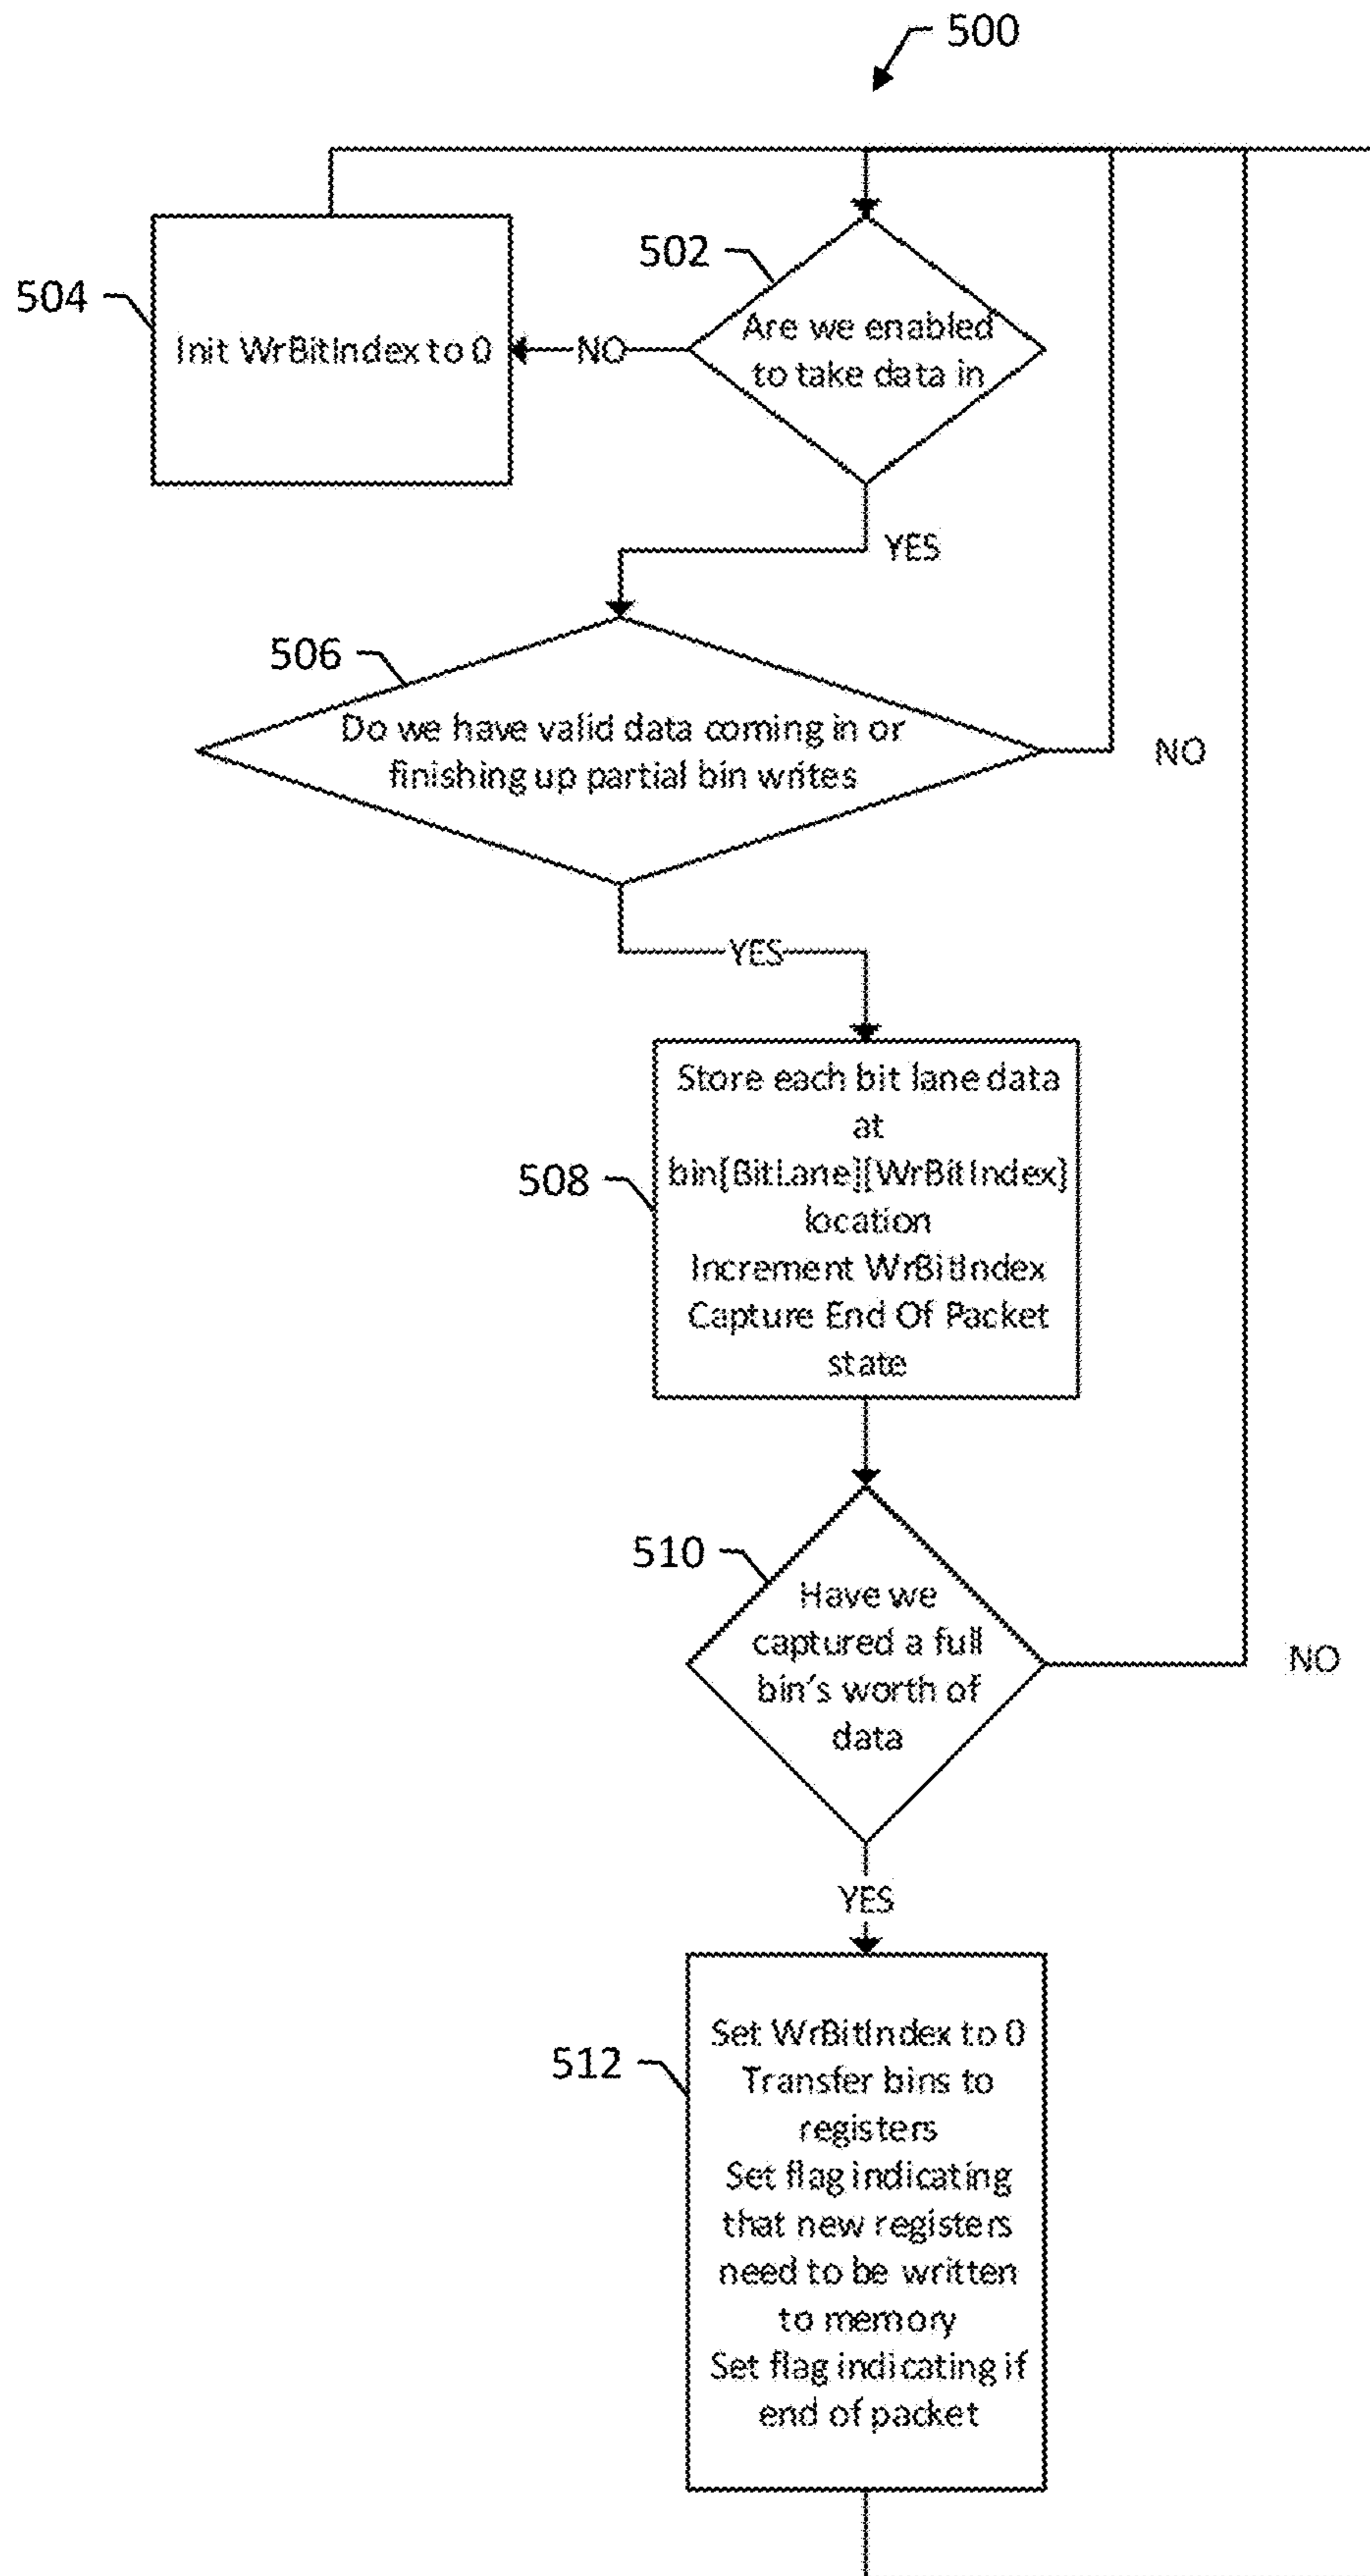 500
502
504
Init WrBitIndex to 0
NO
Are we enabled
to take data in
YES
506
Do we have valid data coming in or
finishing up partial bin writes
NO
YES
508
Store each bit lane data
at
bin[BitLane][WrBitIndex]
location
Increment WrBitIndex
Capture End Of Packet
state
510
Have we
captured a full
bin's worth of
data
NO
YES
512
Set WrBitIndex to 0
Transfer bins to
registers
Set flag indicating
that new registers
need to be written
to memory
Set flag indicating if
end of packet